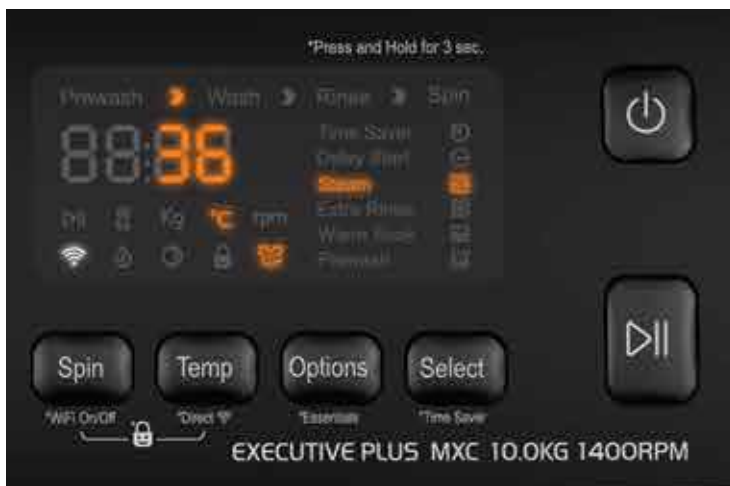 *Press and Hold for 3 sec.
Prewash Wash Rinse Spin
88:36
Time Saver
Delay Start
Steam
Kg °C rpm
Extra Rinse
Warm Soak
Prewash
Spin Temp Options Select
*WiFi On/Off *Direct *Essentials *Time Saver
EXECUTIVE PLUS MXC 10.0KG 1400RPM